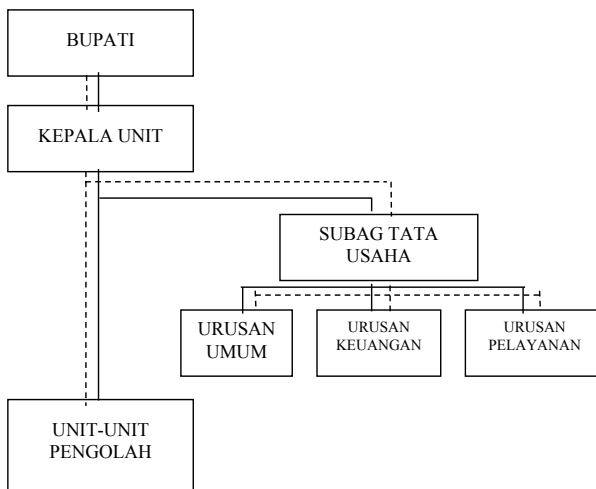 BUPATI
KEPALA UNIT
SUBAG TATA
USAHA
URUSAN
UMUM
URUSAN
KEUANGAN
URUSAN
PELAYANAN
UNIT-UNIT
PENGOLAH